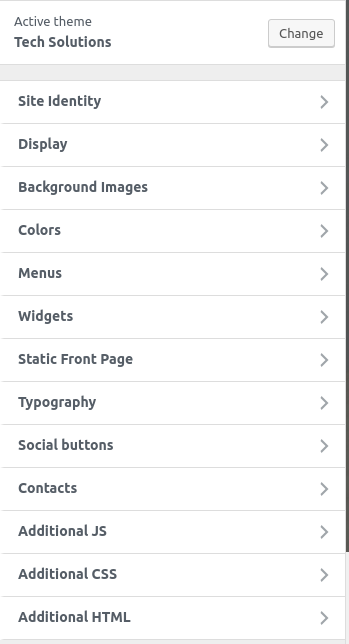 Active theme
Tech Solutions
Change
Site Identity
Display
Background Images
Colors
Menus
Widgets
Static Front Page
Typography
Social buttons
Contacts
Additional JS
Additional CSS
Additional HTML